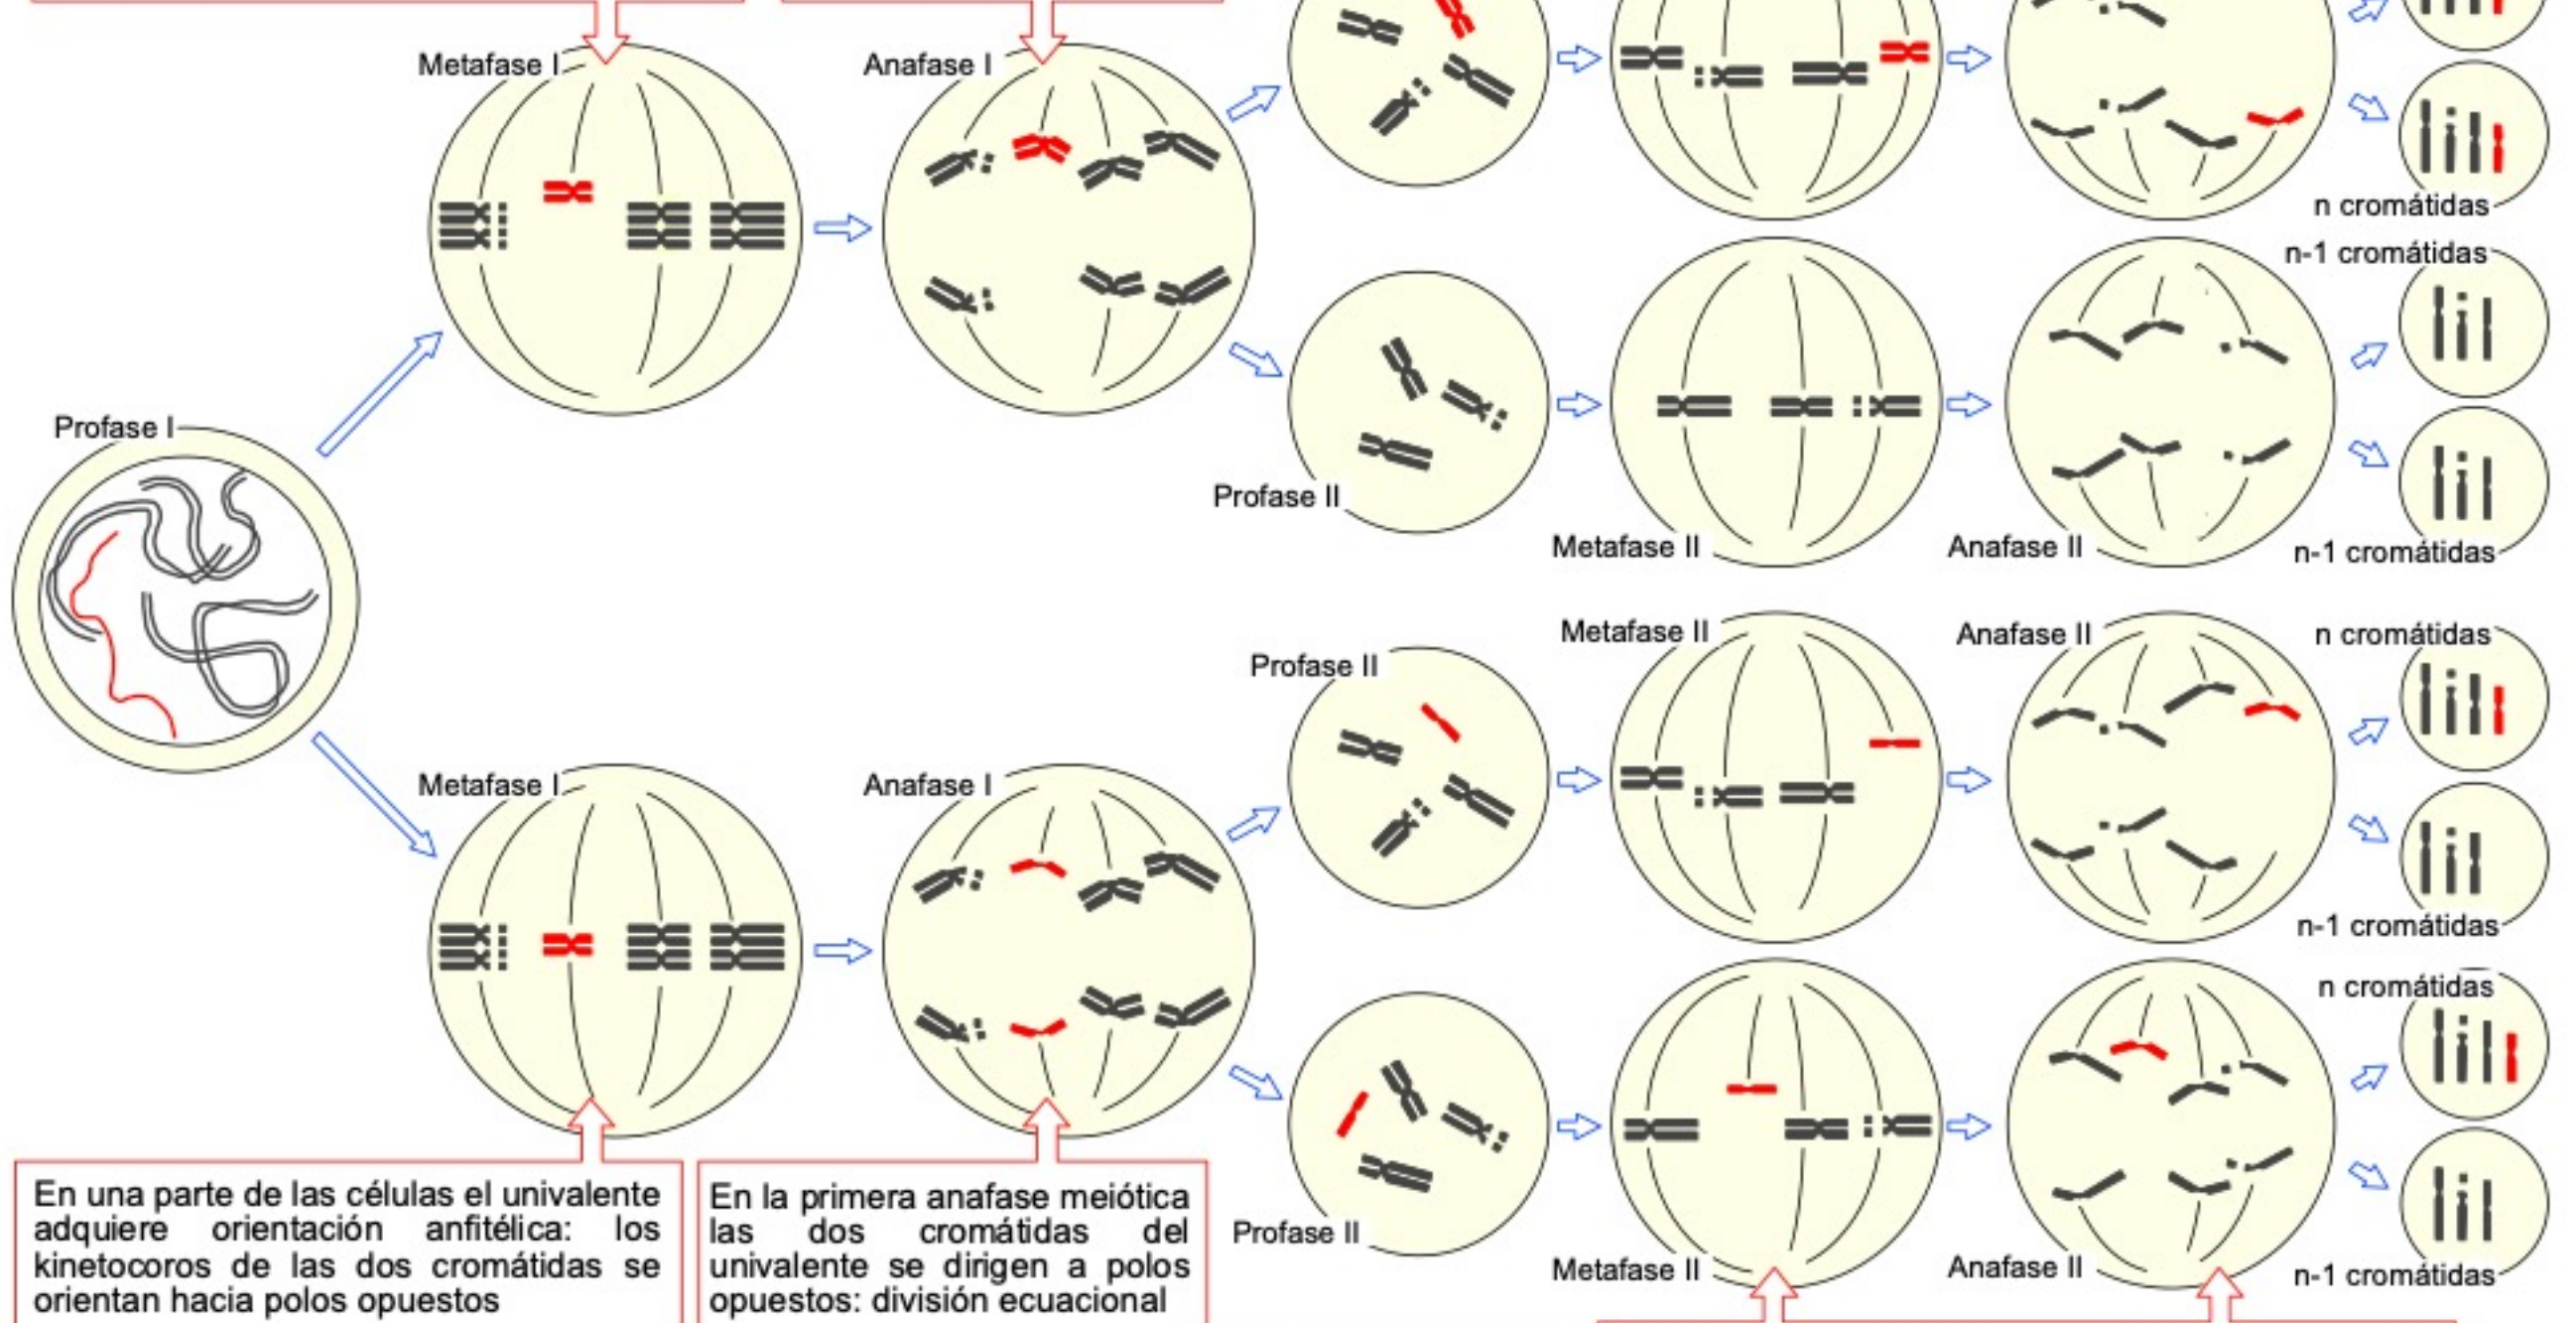 Metafase I
Anafase I
n cromátidas
n-1 cromátidas
Profase I
Profase II
Metafase II
Anafase II
n-1 cromátidas
Metafase II
Anafase II
n cromátidas
Profase II
Metafase I
Anafase I
n-1 cromátidas
n cromátidas
En una parte de las células el univalente
adquiere orientación anfitélica: los
kinetocoros de las dos cromátidas se
orientan hacia polos opuestos
En la primera anafase meiótica
las dos cromátidas del
univalente se dirigen a polos
opuestos: división ecuacional
Profase II
Metafase II
Anafase II
n-1 cromátidas